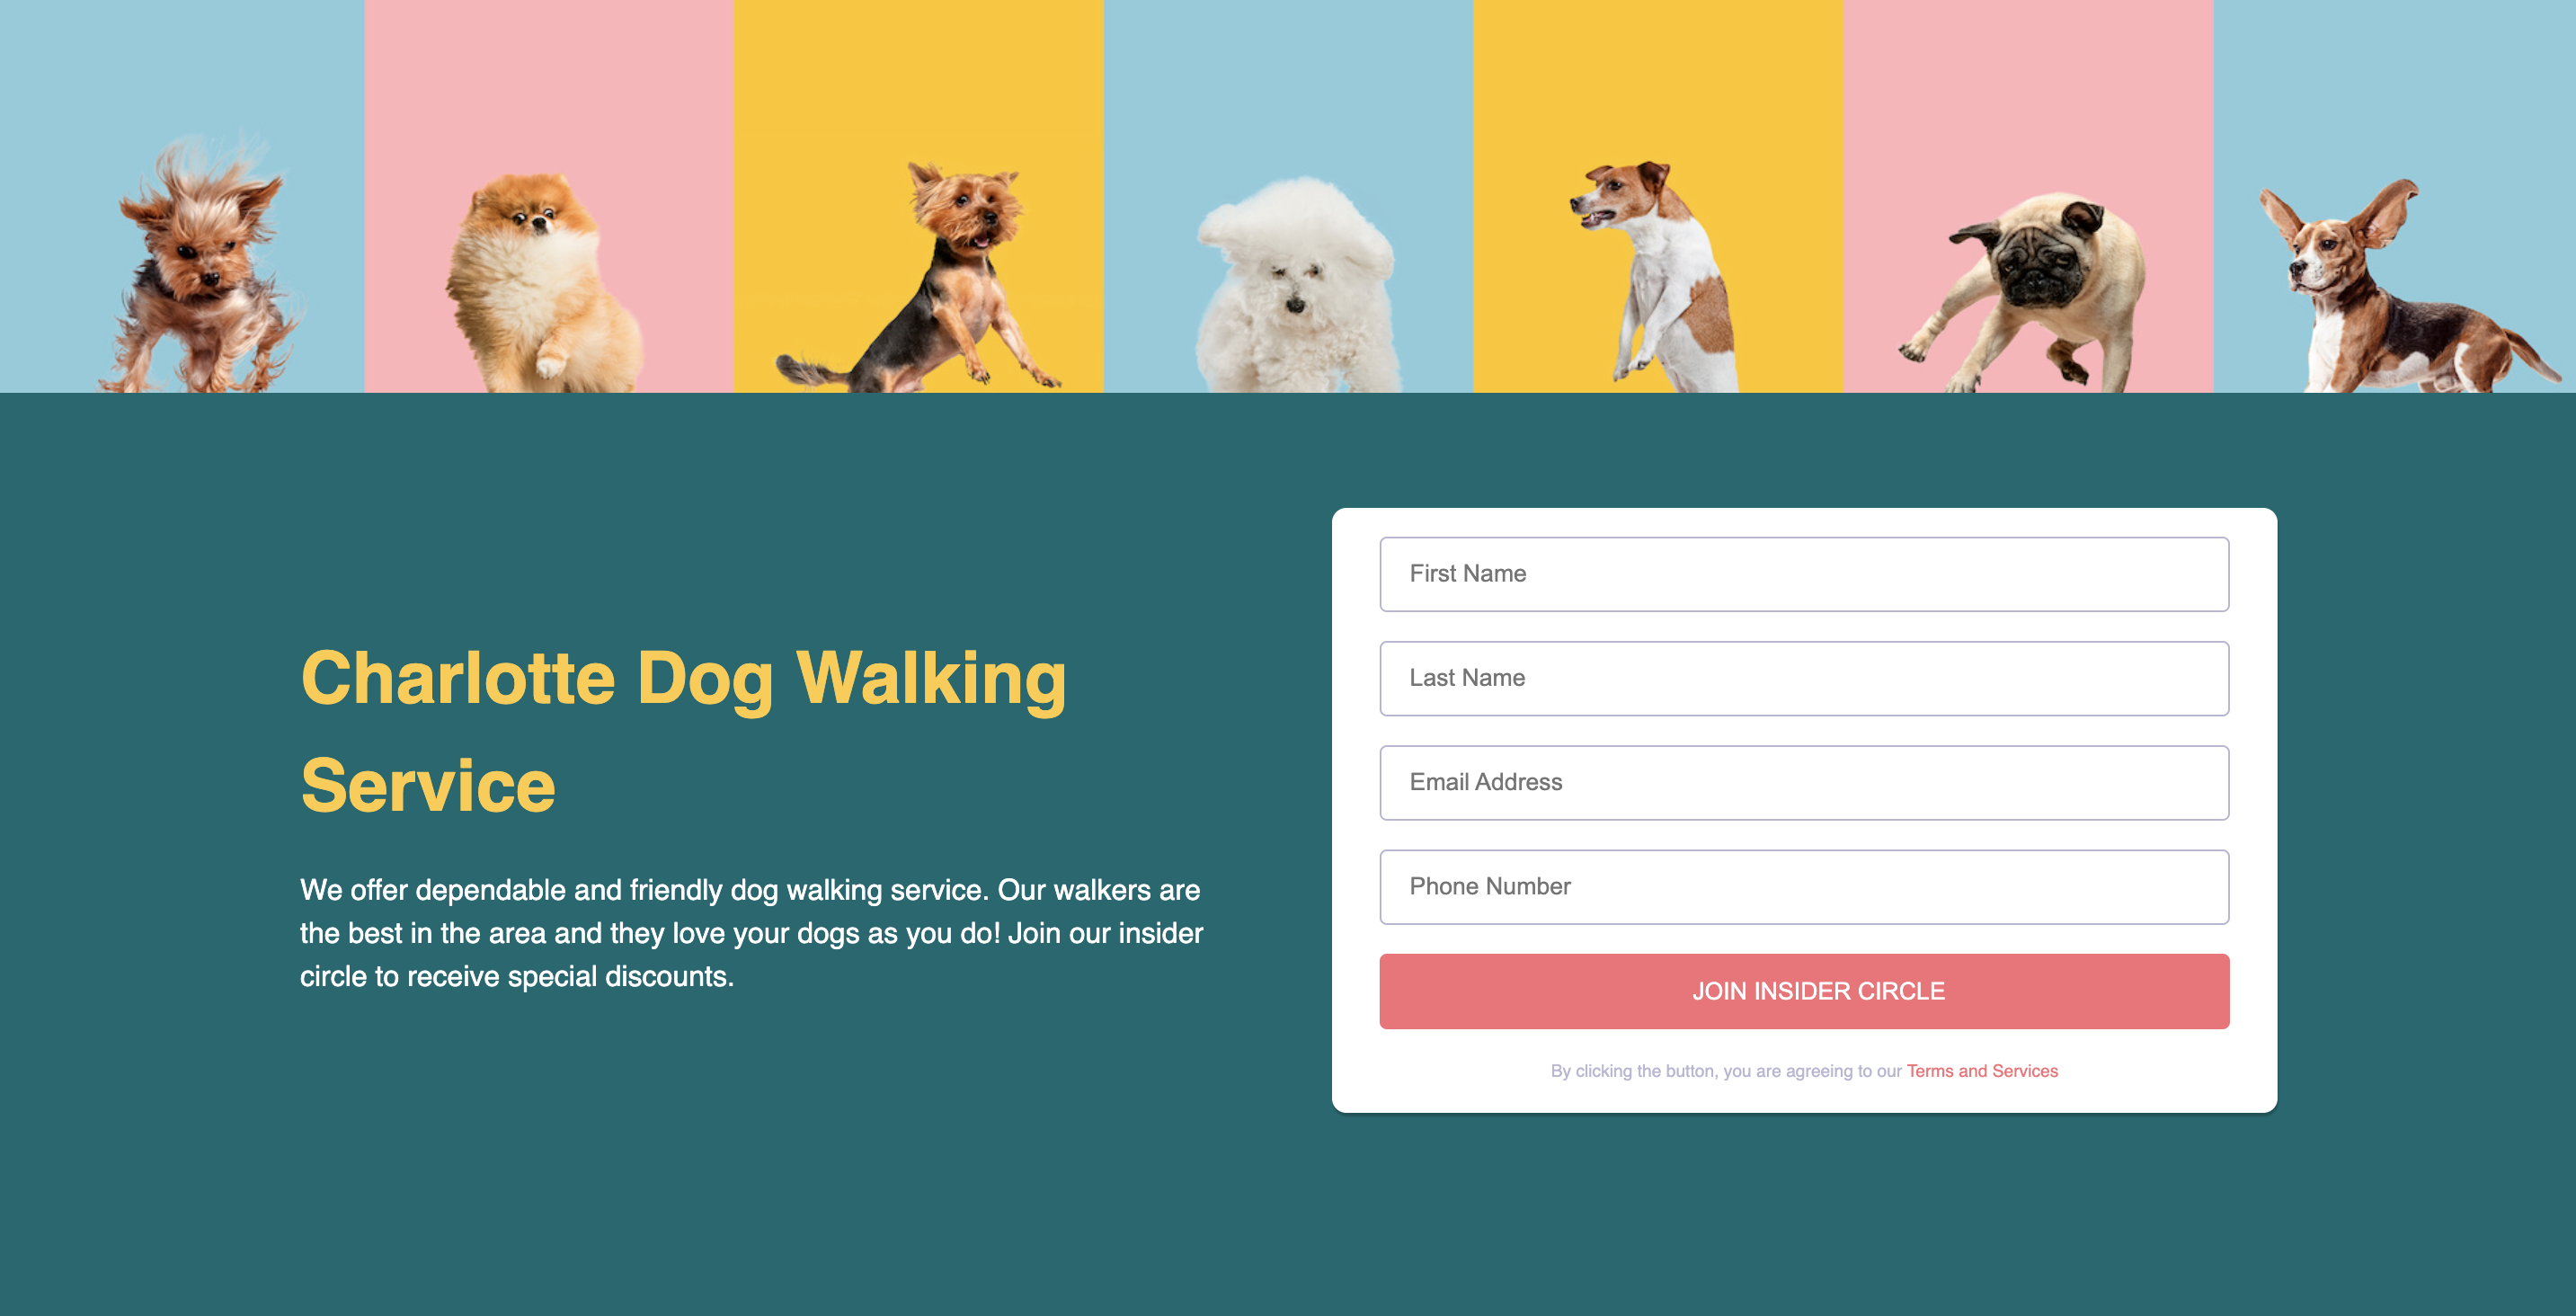 Charlotte Dog Walking
Service
We offer dependable and friendly dog walking service. Our walkers are
the best in the area and they love your dogs as you do! Join our insider
circle to receive special discounts.
First Name
Last Name
Email Address
Phone Number
JOIN INSIDER CIRCLE
By clicking the button, you are agreeing to our Terms and Services